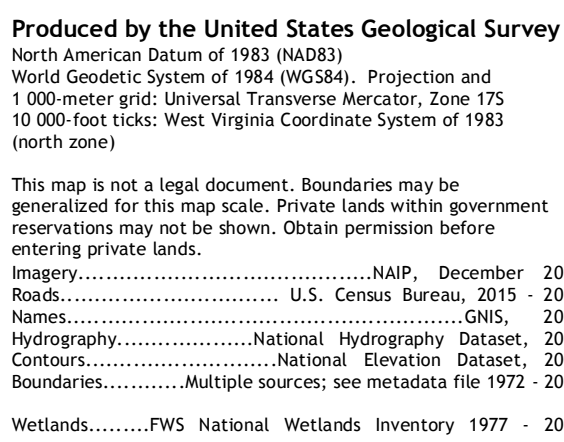 Produced by the United States Geological Survey
North American Datum of 1983 (NAD83)
World Geodetic System of 1984 (WGS84). Projection and
1 000-meter grid: Universal Transverse Mercator, Zone 17S
10 000-foot ticks: West Virginia Coordinate System of 1983
(north zone)
This map is not a legal document. Boundaries may be
generalized for this map scale. Private lands within government
reservations may not be shown. Obtain permission before
entering private lands.
Imagery..........................................NAIP, December 20
Roads............................... U.S. Census Bureau, 2015 - 20
Names........................................................GNIS, 20
Hydrography....................National Hydrography Dataset, 20
Contours...........................National Elevation Dataset, 20
Boundaries............Multiple sources; see metadata file 1972 - 20
Wetlands.........FWS National Wetlands Inventory 1977 - 20